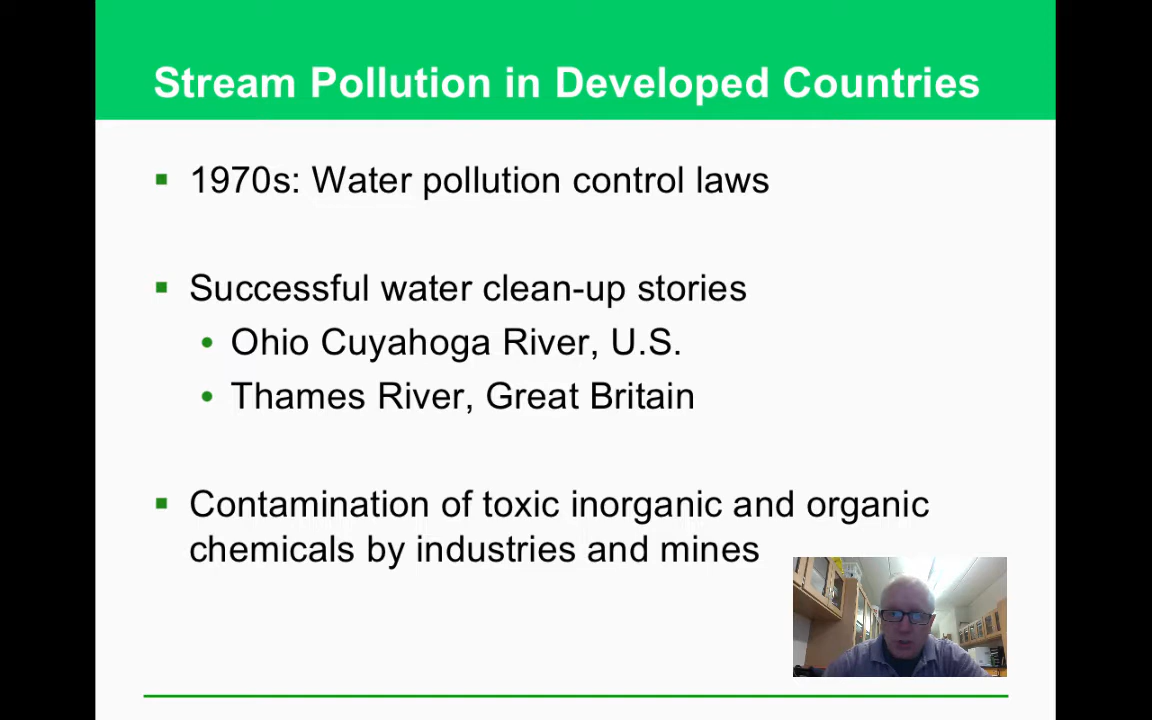 Stream Pollution in Developed Countries
1970s: Water pollution control laws
Successful water clean-up stories
Ohio Cuyahoga River, U.S.
Thames River, Great Britain
Contamination of toxic inorganic and organic
chemicals by industries and mines